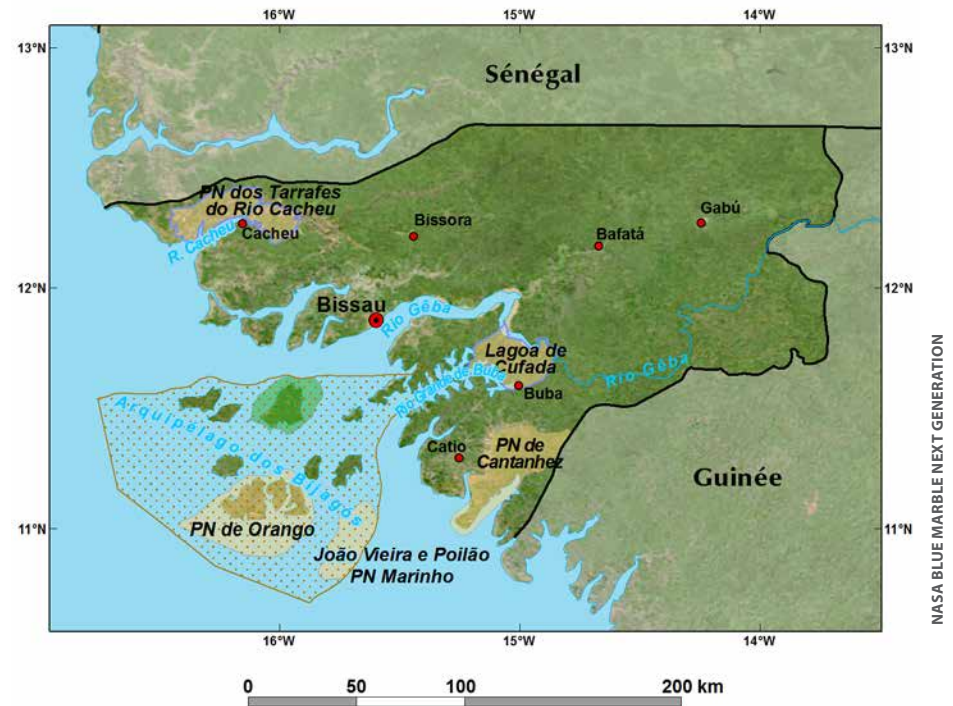 16°W
15°W
14°W
13°N
13°N
Sénégal
PN dos Tarrafes
do Rio Cacheu
Gabú
Bissora
Cacheu
Bafatá
R. Cacheu
12°N
12°N
Bissau
Rio Gêba
Lagoa de
Cufada
Rio Gêba
Rio Grande de Buba
Buba
Arquipélago dos Bijagós
Catio
PN de
Cantanhez
Guinée
PN de Orango
11°N
11°N
João Vieira e Poilão
PN Marinho
16°W
15°W
14°W
0
50
100
200 km
NASA BLUE MARBLE NEXT GENERATION